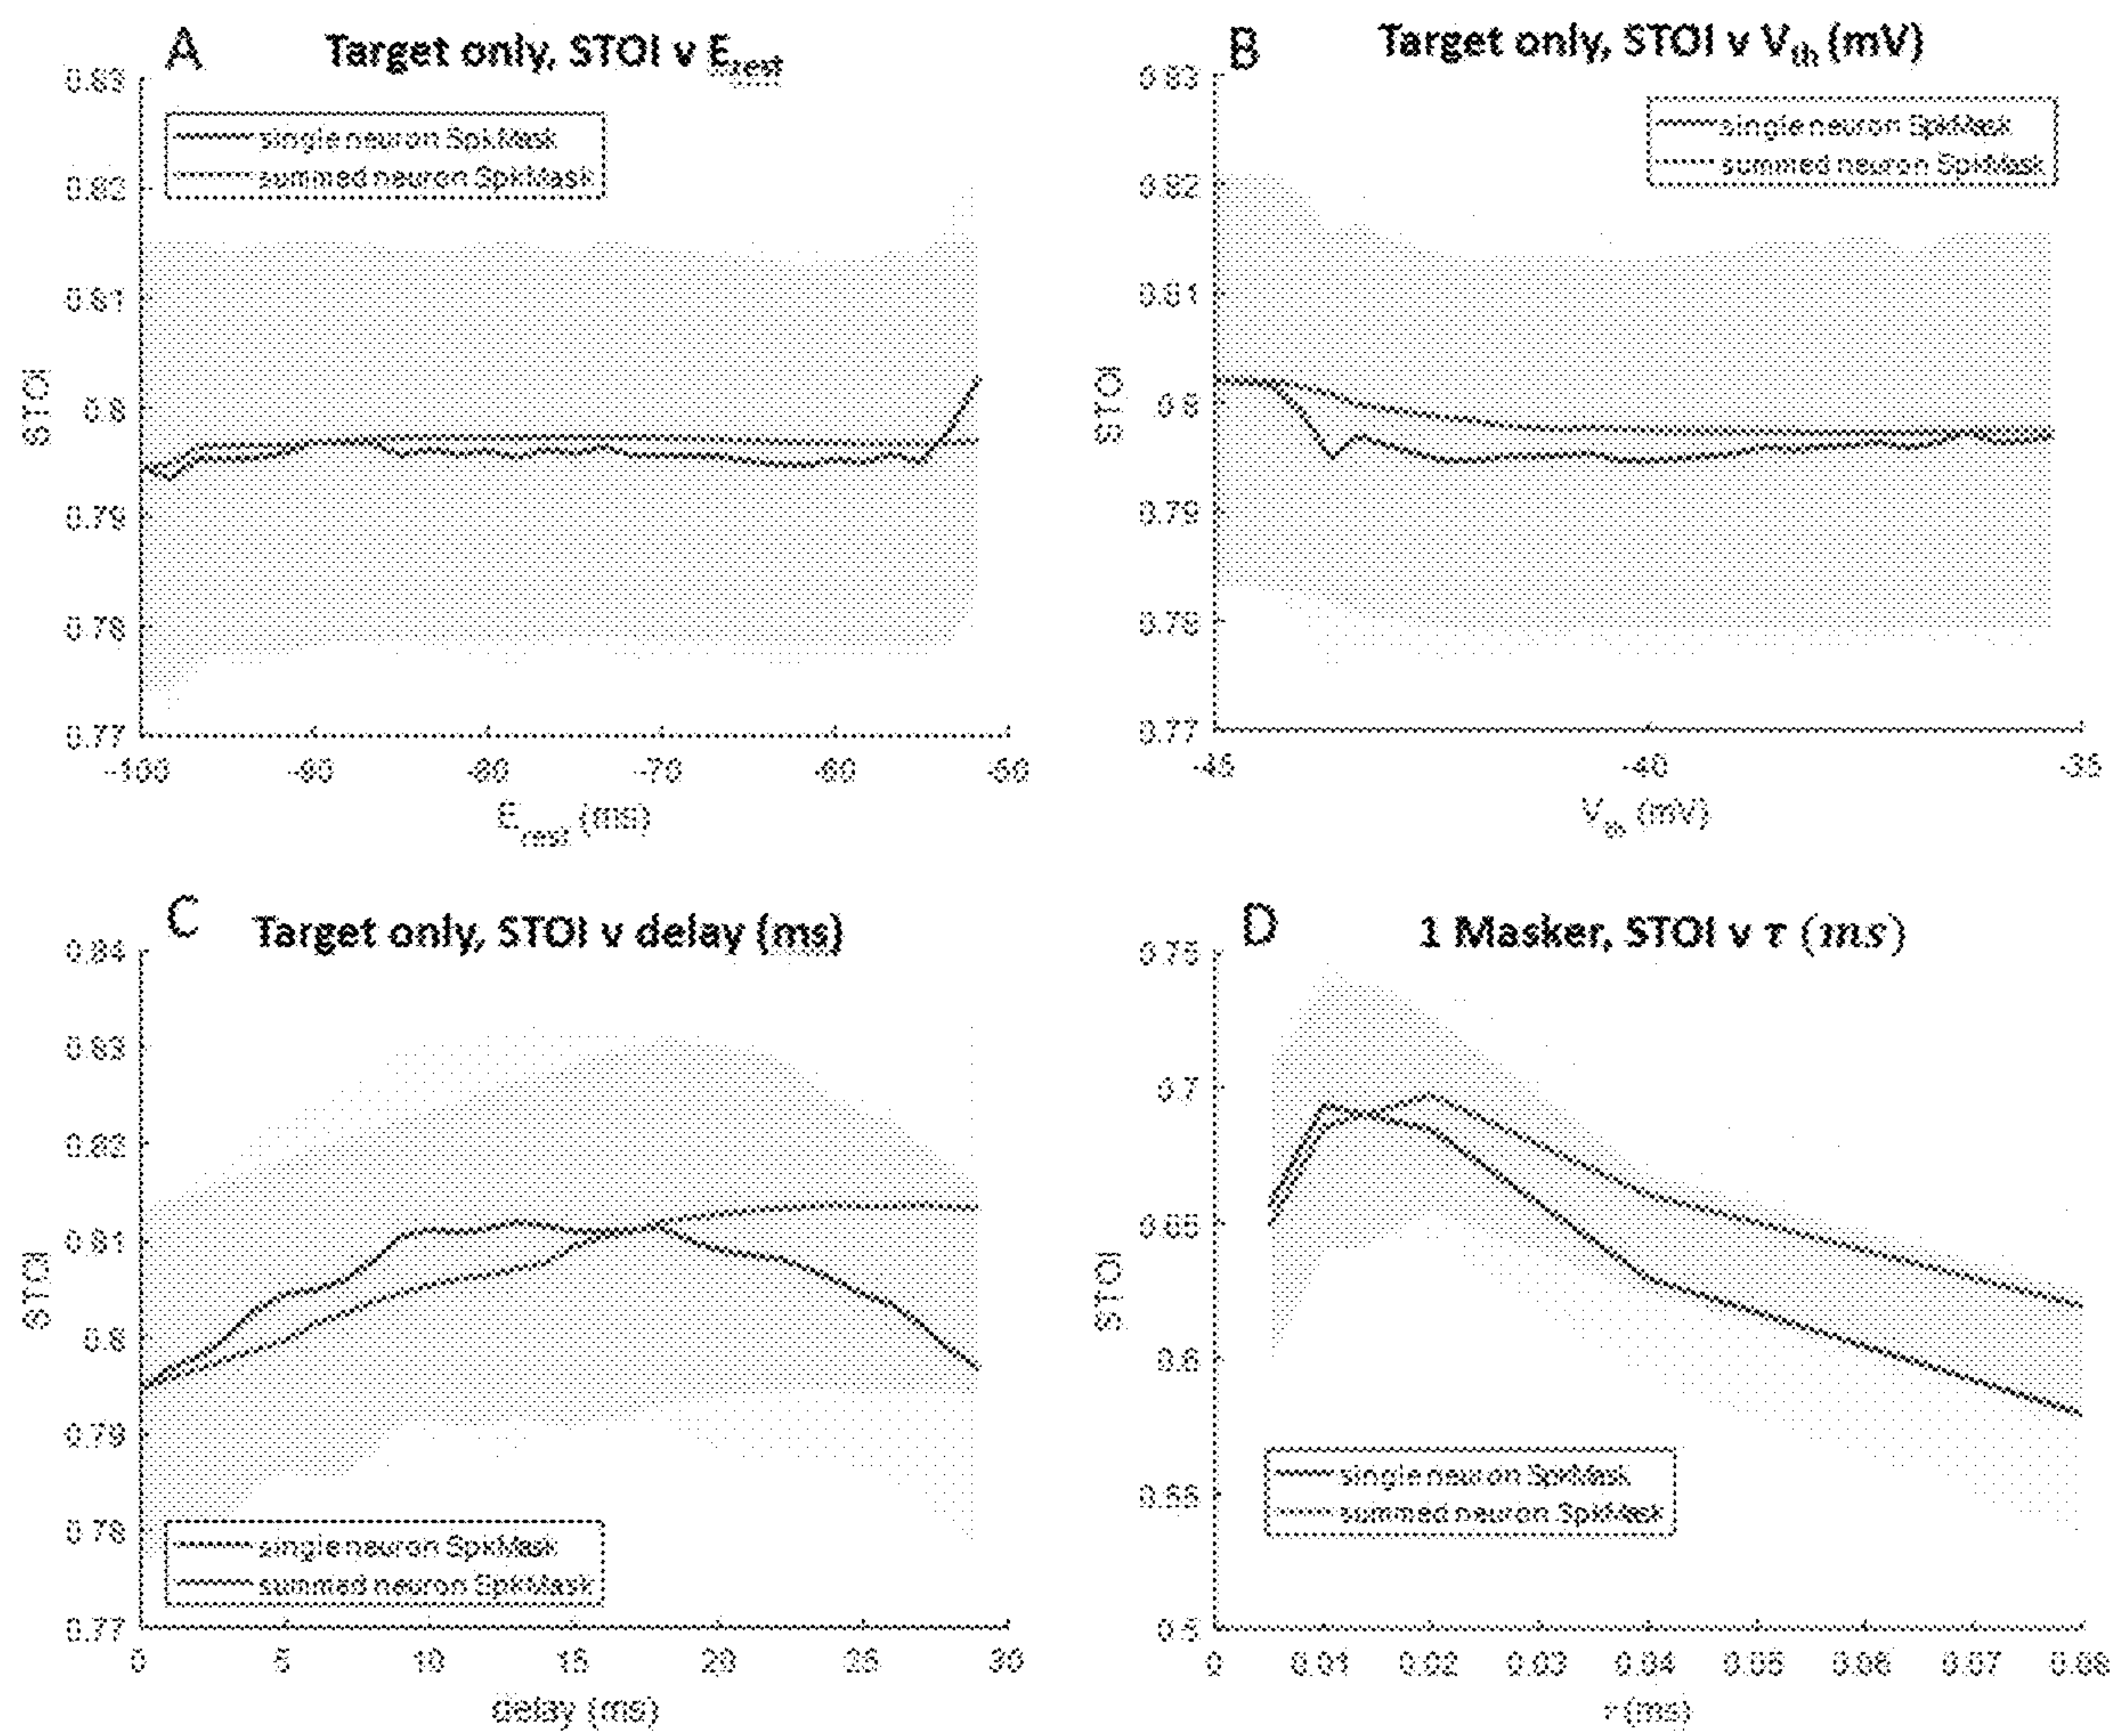 A
Target only, STOI v E_rest
0.83
0.82
0.81
0.8
0.79
0.78
0.77
STOI
single neuron SpkMask
summed neuron SpkMask
-100
-90
-80
-70
-60
-50
E_rest (ms)
B
Target only, STOI v V_th (mV)
0.83
0.82
0.81
0.8
0.79
0.78
0.77
STOI
single neuron SpkMask
summed neuron SpkMask
-45
-40
-35
V_th (mV)
C
Target only, STOI v delay (ms)
0.84
0.83
0.82
0.81
0.8
0.79
0.78
0.77
STOI
single neuron SpkMask
summed neuron SpkMask
0
5
10
15
20
25
30
delay (ms)
D
1 Masker, STOI v τ (ms)
0.75
0.7
0.65
0.6
0.55
0.5
STOI
single neuron SpkMask
summed neuron SpkMask
0
0.01
0.02
0.03
0.04
0.05
0.06
0.07
0.08
τ (ms)